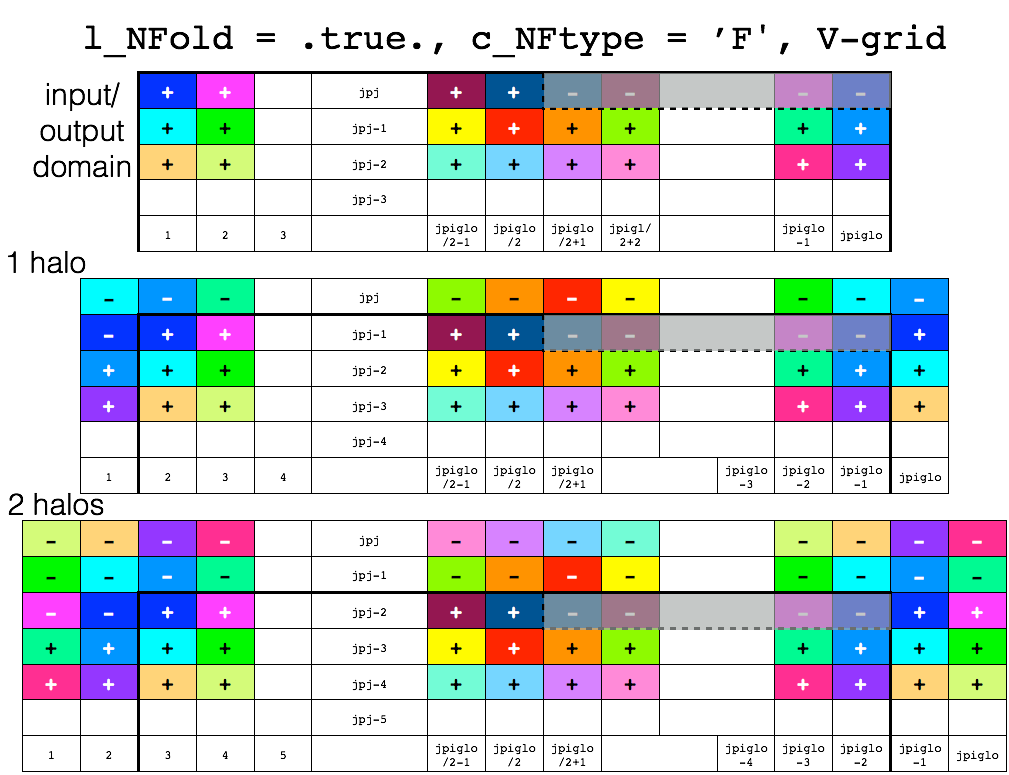 l_NFold = .true., c_NFtype = ’F', V-grid
input/
output
domain
+ + jpj + + − − − −
+ + jpj-1 + + + + + +
+ + jpj-2 + + + + + +
jpj-3
1 2 3 jpiglo/2-1 jpiglo/2 jpiglo/2+1 jpigl/2+2 jpiglo-1 jpiglo
1 halo
− − − jpj − − − − − − −
− + + jpj-1 + + − − − − +
+ + + jpj-2 + + + + + + +
+ + + jpj-3 + + + + + + +
jpj-4
1 2 3 4 jpiglo/2-1 jpiglo/2 jpiglo/2+1 jpiglo-3 jpiglo-2 jpiglo-1 jpiglo
2 halos
− − − − jpj − − − − − − − −
− − − − jpj-1 − − − − − − − −
− − + + jpj-2 + + − − − − + +
+ + + + jpj-3 + + + + + + + +
+ + + + jpj-4 + + + + + + + +
jpj-5
1 2 3 4 5 jpiglo/2-1 jpiglo/2 jpiglo/2+1 jpiglo-4 jpiglo-3 jpiglo-2 jpiglo-1 jpiglo